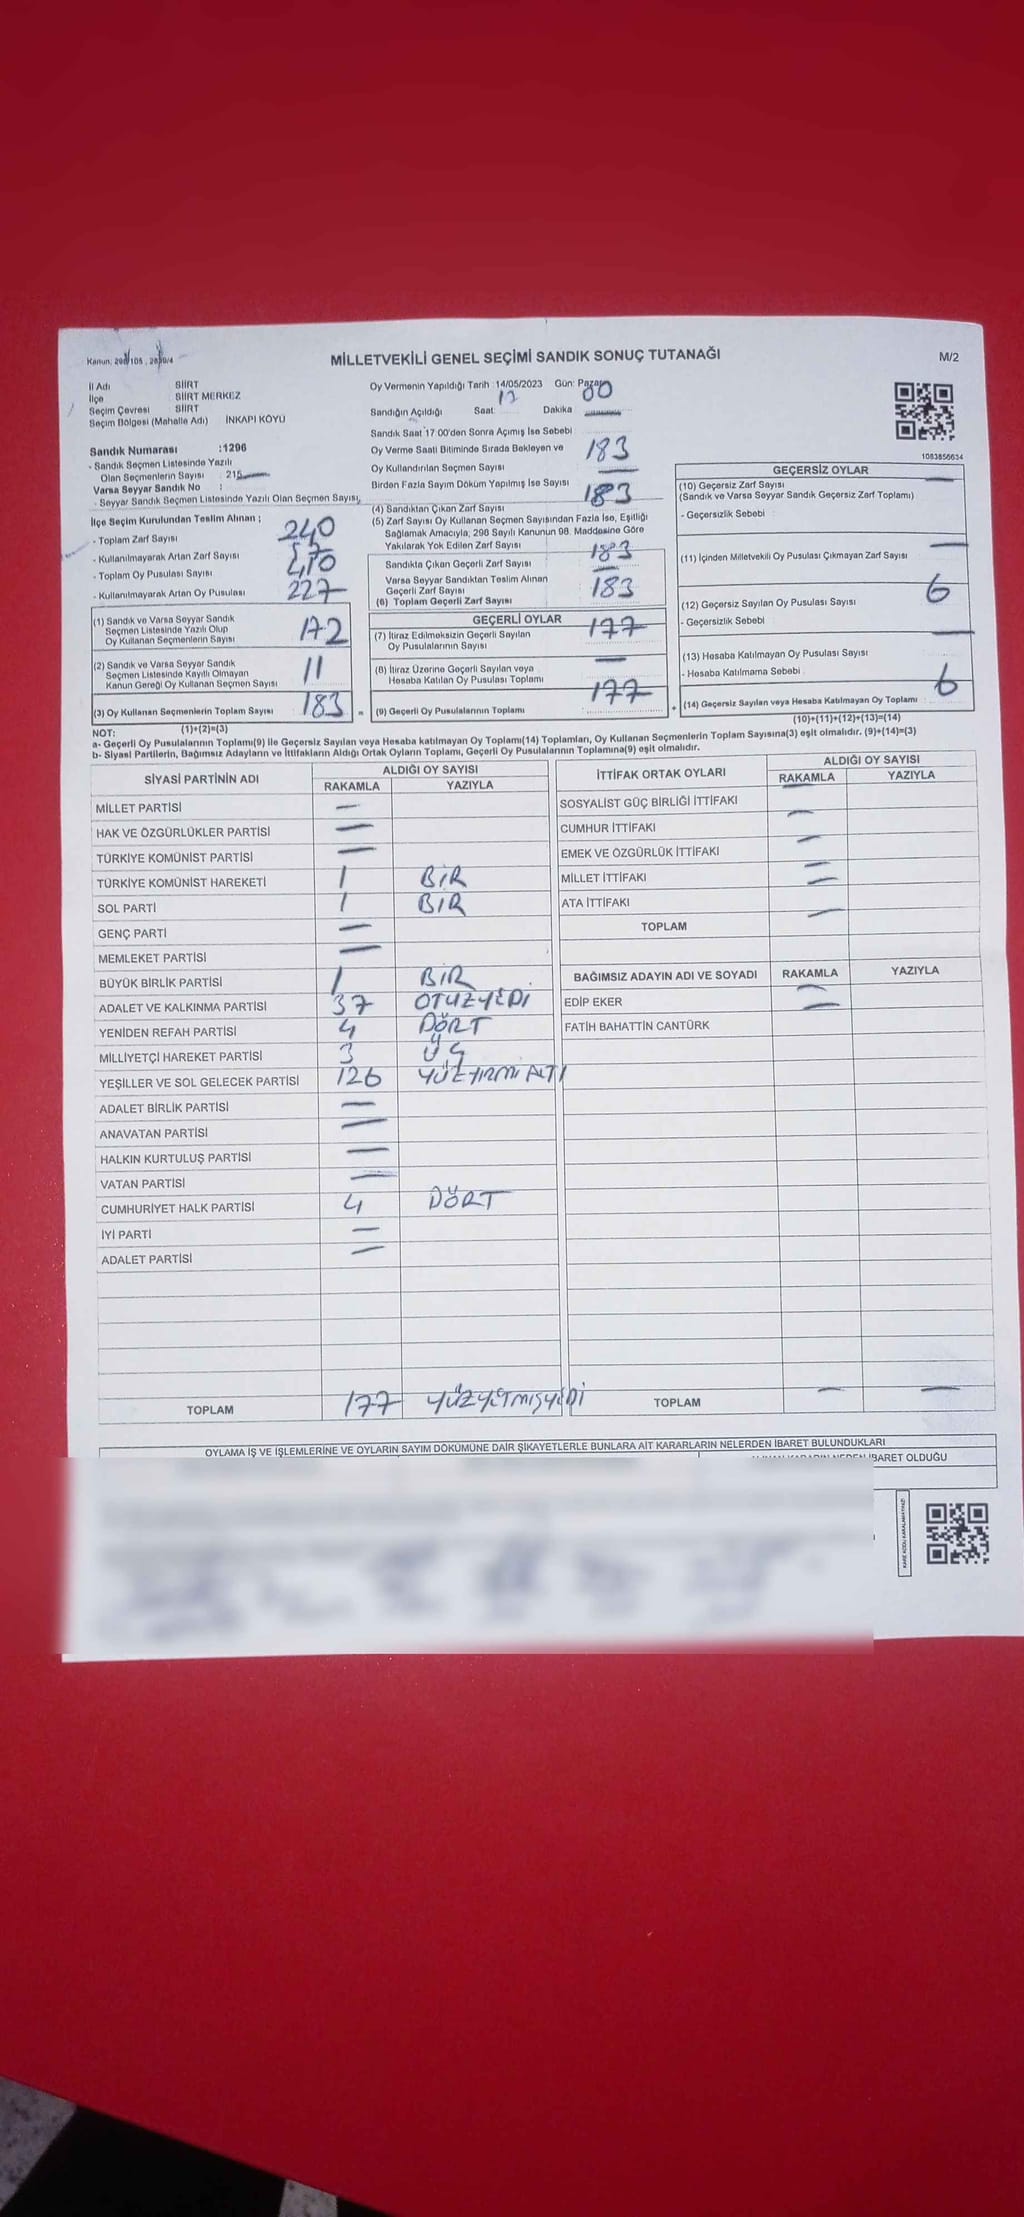 Kanun: 298/105 , 2839/4
MİLLETVEKİLİ GENEL SEÇİMİ SANDIK SONUÇ TUTANAĞI
M/2
İl Adı SİİRT
İlçe SİİRT MERKEZ
Seçim Çevresi SİİRT
Seçim Bölgesi (Mahalle Adı) İNKAPI KÖYÜ
Sandık Numarası :1296
- Sandık Seçmen Listesinde Yazılı
Olan Seçmenlerin Sayısı : 215
Varsa Seyyar Sandık No :
- Seyyar Sandık Seçmen Listesinde Yazılı Olan Seçmen Sayısı,
İlçe Seçim Kurulundan Teslim Alınan ;
- Toplam Zarf Sayısı 240
- Kullanılmayarak Artan Zarf Sayısı 57
- Toplam Oy Pusulası Sayısı 410
- Kullanılmayarak Artan Oy Pusulası 227
(1) Sandık ve Varsa Seyyar Sandık
Seçmen Listesinde Yazılı Olup
Oy Kullanan Seçmenlerin Sayısı 172
(2) Sandık ve Varsa Seyyar Sandık
Seçmen Listesinde Kayıtlı Olmayan
Kanun Gereği Oy Kullanan Seçmen Sayısı 11
(3) Oy Kullanan Seçmenlerin Toplam Sayısı 183
(1)+(2)=(3)
Oy Vermenin Yapıldığı Tarih :14/05/2023 Gün: Pazar
Sandığın Açıldığı Saat: 17 Dakika 00
Sandık Saat 17:00'den Sonra Açımış İse Sebebi
Oy Verme Saati Bitiminde Sırada Bekleyen ve
Oy Kullandırılan Seçmen Sayısı 183
Birden Fazla Sayım Döküm Yapılmış İse Sayısı
(4) Sandıktan Çıkan Zarf Sayısı 183
(5) Zarf Sayısı Oy Kullanan Seçmen Sayısından Fazla İse, Eşitliği
Sağlamak Amacıyla, 298 Sayılı Kanunun 98. Maddesine Göre
Yakılarak Yok Edilen Zarf Sayısı
Sandıkta Çıkan Geçerli Zarf Sayısı 183
Varsa Seyyar Sandıktan Teslim Alınan
Geçerli Zarf Sayısı
(6) Toplam Geçerli Zarf Sayısı 183
GEÇERLİ OYLAR
(7) İtiraz Edilmeksizin Geçerli Sayılan
Oy Pusulalarının Sayısı 177
(8) İtiraz Üzerine Geçerli Sayılan veya
Hesaba Katılan Oy Pusulası Toplamı
(9) Geçerli Oy Pusulalarının Toplamı 177
1083856634
GEÇERSİZ OYLAR
(10) Geçersiz Zarf Sayısı
(Sandık ve Varsa Seyyar Sandık Geçersiz Zarf Toplamı)
- Geçersizlik Sebebi :
(11) İçinden Milletvekili Oy Pusulası Çıkmayan Zarf Sayısı
(12) Geçersiz Sayılan Oy Pusulası Sayısı 6
- Geçersizlik Sebebi :
(13) Hesaba Katılmayan Oy Pusulası Sayısı
- Hesaba Katılmama Sebebi :
(14) Geçersiz Sayılan veya Hesaba Katılmayan Oy Toplamı 6
(10)+(11)+(12)+(13)=(14)
NOT:
a- Geçerli Oy Pusulalarının Toplamı(9) ile Geçersiz Sayılan veya Hesaba katılmayan Oy Toplamı(14) Toplamları, Oy Kullanan Seçmenlerin Toplam Sayısına(3) eşit olmalıdır. (9)+(14)=(3)
b- Siyasi Partilerin, Bağımsız Adayların ve İttifakların Aldığı Ortak Oyların Toplamı, Geçerli Oy Pusulalarının Toplamına(9) eşit olmalıdır.
SİYASİ PARTİNİN ADI ALDIĞI OY SAYISI
RAKAMLA YAZIYLA
MİLLET PARTİSİ —
HAK VE ÖZGÜRLÜKLER PARTİSİ —
TÜRKİYE KOMÜNİST PARTİSİ —
TÜRKİYE KOMÜNİST HAREKETİ 1 BİR
SOL PARTİ 1 BİR
GENÇ PARTİ —
MEMLEKET PARTİSİ —
BÜYÜK BİRLİK PARTİSİ 1 BİR
ADALET VE KALKINMA PARTİSİ 37 OTUZYEDİ
YENİDEN REFAH PARTİSİ 4 DÖRT
MİLLİYETÇİ HAREKET PARTİSİ 3 ÜÇ
YEŞİLLER VE SOL GELECEK PARTİSİ 126 YÜZYİRMİ ALTI
ADALET BİRLİK PARTİSİ —
ANAVATAN PARTİSİ —
HALKIN KURTULUŞ PARTİSİ —
VATAN PARTİSİ —
CUMHURİYET HALK PARTİSİ 4 DÖRT
İYİ PARTİ —
ADALET PARTİSİ —
TOPLAM 177 YÜZYETMİŞYEDİ
İTTİFAK ORTAK OYLARI ALDIĞI OY SAYISI
RAKAMLA YAZIYLA
SOSYALİST GÜÇ BİRLİĞİ İTTİFAKI —
CUMHUR İTTİFAKI —
EMEK VE ÖZGÜRLÜK İTTİFAKI —
MİLLET İTTİFAKI —
ATA İTTİFAKI —
TOPLAM —
BAĞIMSIZ ADAYIN ADI VE SOYADI RAKAMLA YAZIYLA
EDİP EKER —
FATİH BAHATTİN CANTÜRK —
TOPLAM — —
OYLAMA İŞ VE İŞLEMLERİNE VE OYLARIN SAYIM DÖKÜMÜNE DAİR ŞİKAYETLERLE BUNLARA AİT KARARLARIN NELERDEN İBARET BULUNDUKLARI
İBARET OLDUĞU